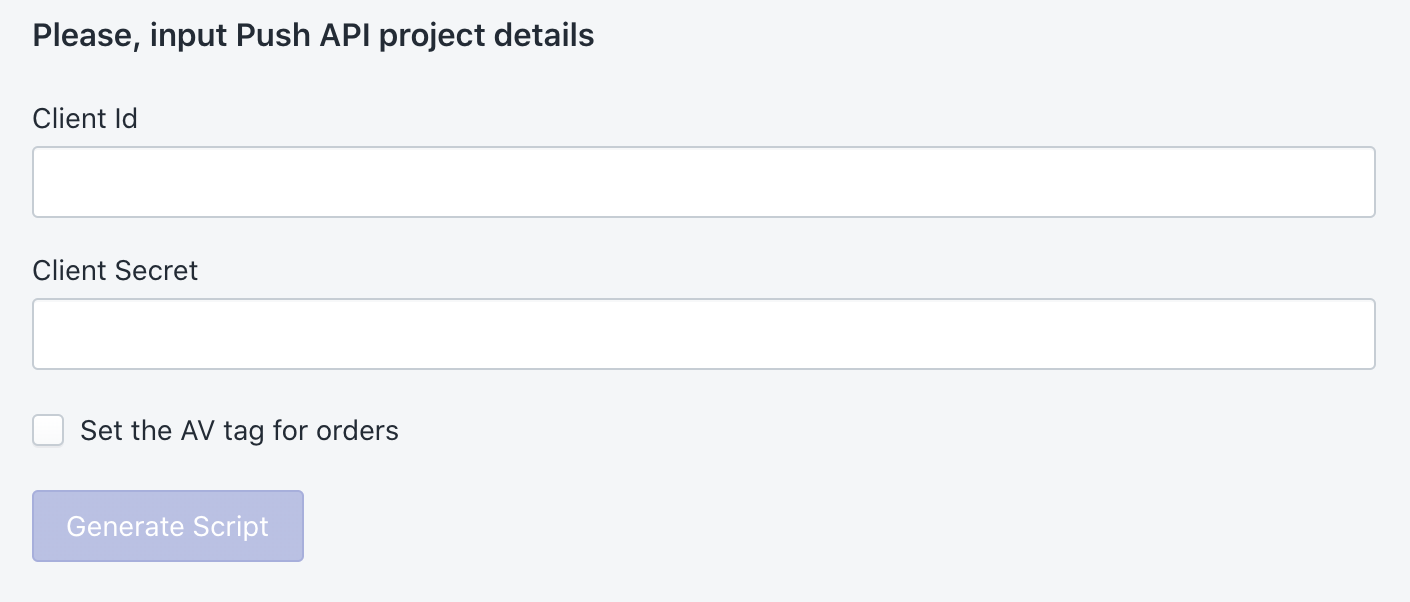 Please, input Push API project details
Client Id
Client Secret
Set the AV tag for orders
Generate Script